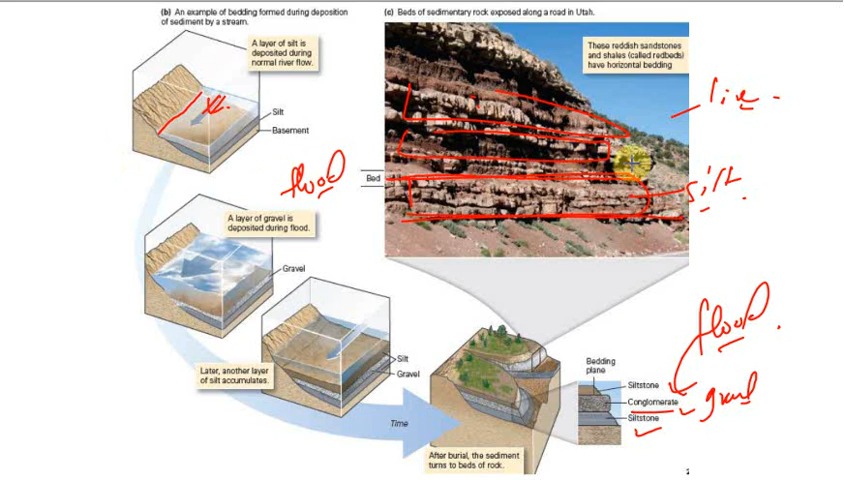 (b) An example of bedding formed during deposition
of sediment by a stream.
A layer of silt is
deposited during
normal river flow.
Silt
Basement
flood
A layer of gravel is
deposited during flood.
Gravel
Later, another layer
of silt accumulates.
Silt
Gravel
Time
(c) Beds of sedimentary rock exposed along a road in Utah.
These reddish sandstones
and shales (called redbeds)
have horizontal bedding
Bed
silt
flood
Bedding
plane
Siltstone
Conglomerate
Siltstone
After burial, the sediment
turns to beds of rock.